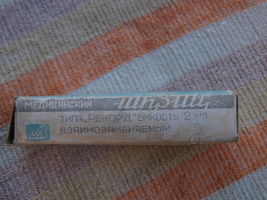 МЕДИЦИНСКИЙ шприц
ТИПА „РЕКОРД" ЕМКОСТЬ 2 МЛ
ВЗАИМОЗАМЕНЯЕМЫЙ